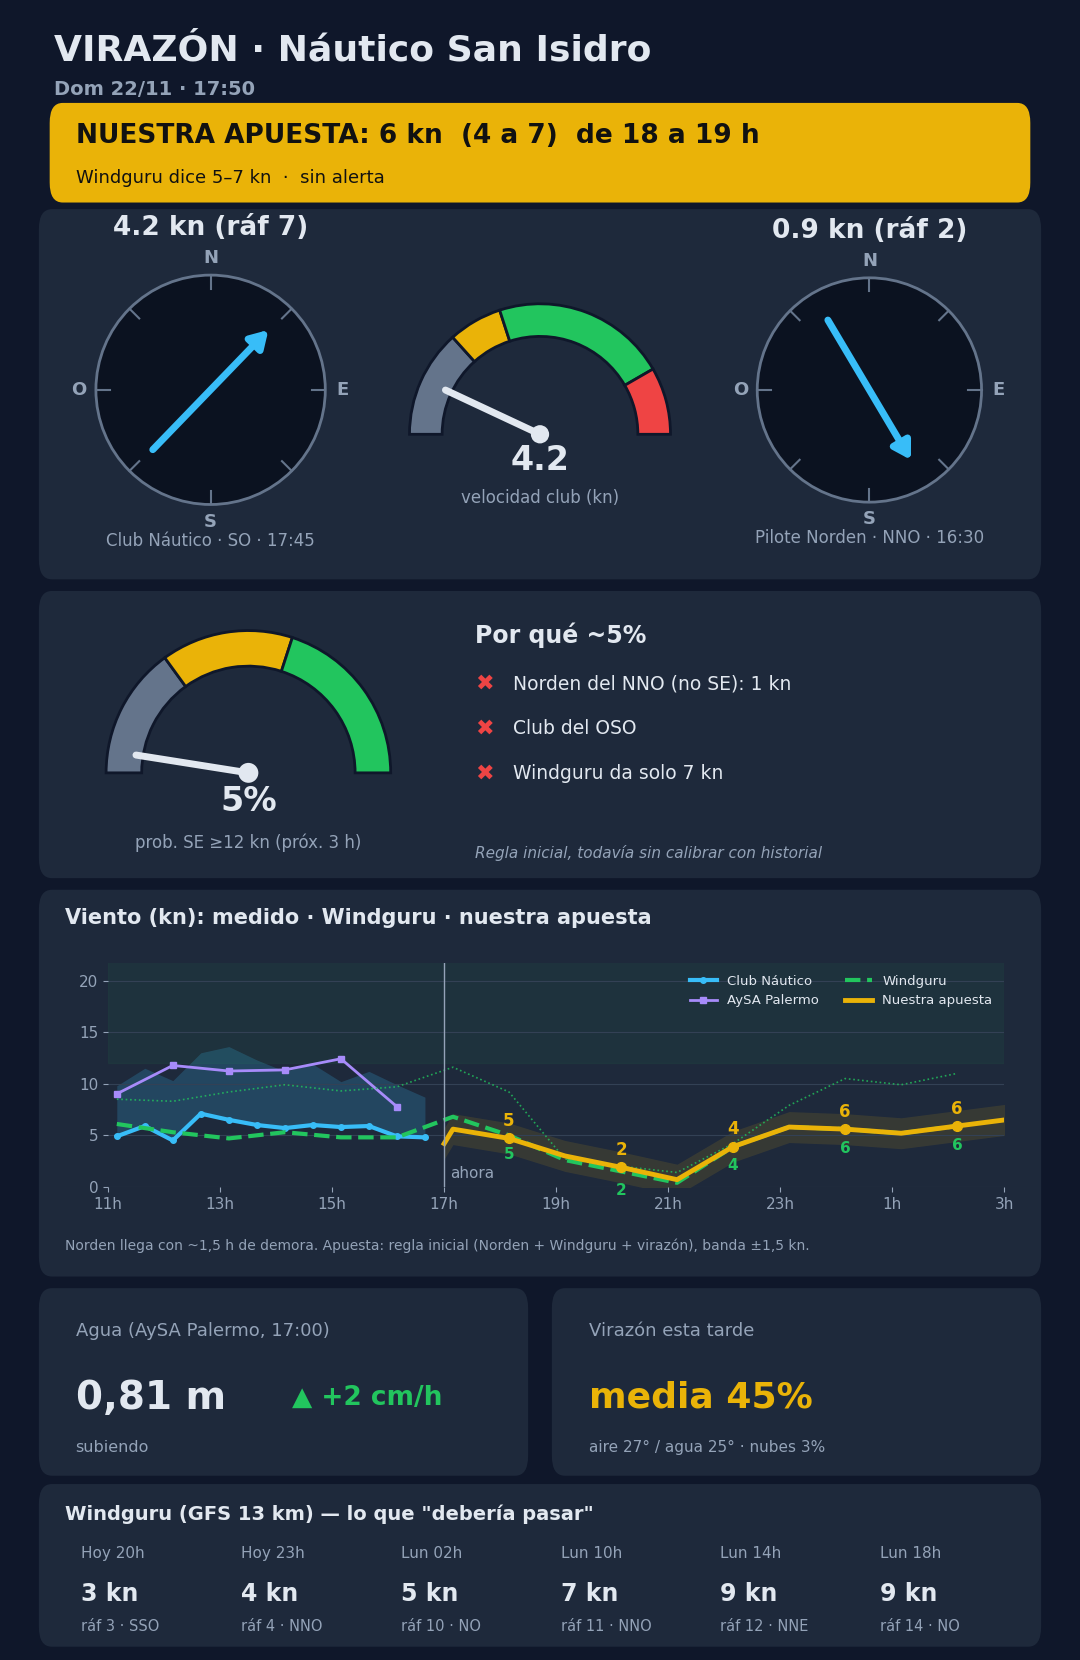 VIRAZÓN · Náutico San Isidro
Dom 22/11 · 17:50
NUESTRA APUESTA: 6 kn (4 a 7) de 18 a 19 h
Windguru dice 5–7 kn · sin alerta
4.2 kn (ráf 7)
N
O
E
S
Club Náutico · SO · 17:45
4.2
velocidad club (kn)
0.9 kn (ráf 2)
N
O
E
S
Pilote Norden · NNO · 16:30
5%
prob. SE ≥12 kn (próx. 3 h)
Por qué ~5%
✖ Norden del NNO (no SE): 1 kn
✖ Club del OSO
✖ Windguru da solo 7 kn
Regla inicial, todavía sin calibrar con historial
Viento (kn): medido · Windguru · nuestra apuesta
20
15
10
5
0
Club Náutico
AySA Palermo
Windguru
Nuestra apuesta
5
2
4
6
6
5
2
4
6
6
ahora
11h 13h 15h 17h 19h 21h 23h 1h 3h
Norden llega con ~1,5 h de demora. Apuesta: regla inicial (Norden + Windguru + virazón), banda ±1,5 kn.
Agua (AySA Palermo, 17:00)
0,81 m ▲ +2 cm/h
subiendo
Virazón esta tarde
media 45%
aire 27° / agua 25° · nubes 3%
Windguru (GFS 13 km) — lo que "debería pasar"
Hoy 20h Hoy 23h Lun 02h Lun 10h Lun 14h Lun 18h
3 kn 4 kn 5 kn 7 kn 9 kn 9 kn
ráf 3 · SSO ráf 4 · NNO ráf 10 · NO ráf 11 · NNO ráf 12 · NNE ráf 14 · NO